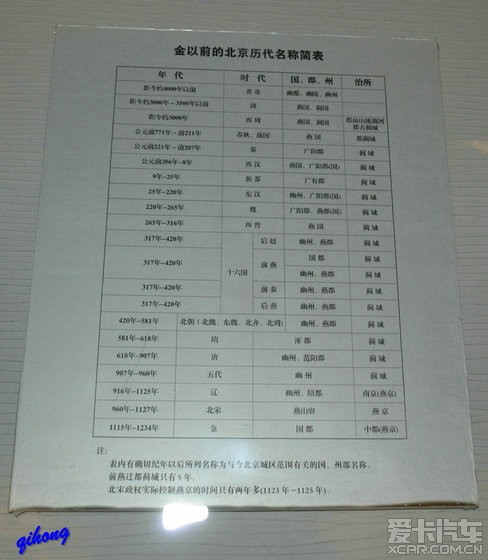 金以前的北京历代名称简表
年代 时代 国、郡、州 治所
距今约4000年以前 黄帝 幽都、幽陵、幽州
距今约3000年-3500年以前 商 燕国、蓟国
距今约3000年 西周 燕国、蓟国 都房山琉璃河 都古蓟城
公元前771年-前211年 春秋、战国 燕国 都蓟城
公元前221年-前207年 秦 广阳郡 蓟城
公元前206年-8年 西汉 燕国、广阳郡(国) 蓟城
9年-25年 新莽 广有郡 蓟城
25年-220年 东汉 幽州、广阳郡(国) 蓟城
220年-265年 魏 广阳郡、燕郡(国) 蓟城
265年-316年 西晋 燕国 蓟城
317年-420年 十六国 后赵 幽州、燕郡 蓟城
317年-420年 前燕 国都 蓟城
幽州、燕郡 蓟城
317年-420年 前秦 幽州、燕郡 蓟城
317年-420年 后燕 幽州、燕郡 蓟城
420年-581年 北朝(北魏、东魏、北齐、北周) 幽州、燕郡 蓟城
581年-618年 隋 涿郡 蓟城
618年-907年 唐 幽州、范阳郡 蓟城
907年-960年 五代 幽州 蓟城
916年-1125年 辽 幽州、陪都 南京(燕京)
960年-1127年 北宋 燕山府 燕京
1115年-1234年 金 国都 中都(燕京)
注:
表内有确切纪年以后所列名称为与今北京城区范围有关的国、州郡名称。
前燕迁都蓟城只有5年。
北宋政权实际控制燕京的时间只有两年多(1123年-1125年)。
qihong
爱卡汽车
XCAR.COM.CN